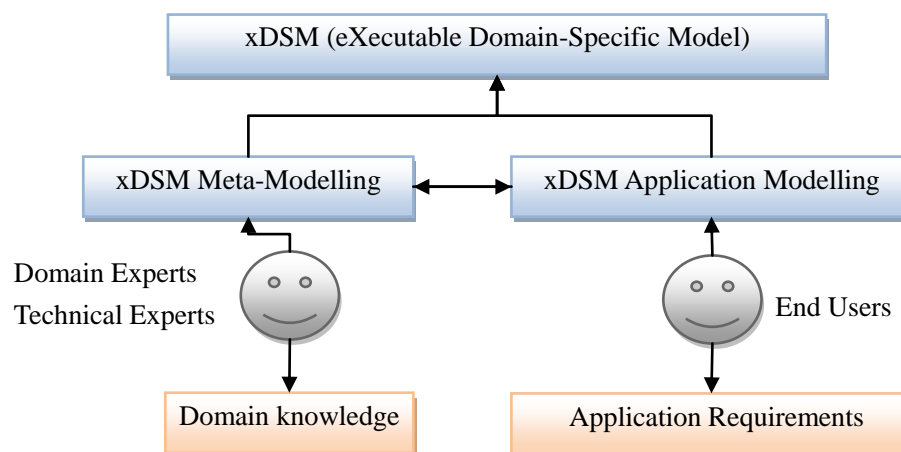 xDSM (eXecutable Domain-Specific Model)
xDSM Meta-Modelling
xDSM Application Modelling
Domain Experts
Technical Experts
End Users
Domain knowledge
Application Requirements